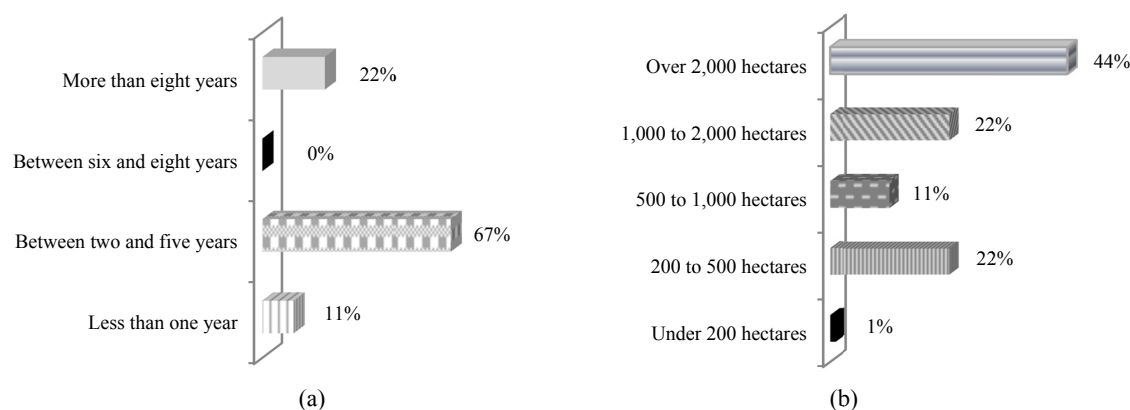 More than eight years 22%
Between six and eight years 0%
Between two and five years 67%
Less than one year 11%
(a)
Over 2,000 hectares 44%
1,000 to 2,000 hectares 22%
500 to 1,000 hectares 11%
200 to 500 hectares 22%
Under 200 hectares 1%
(b)